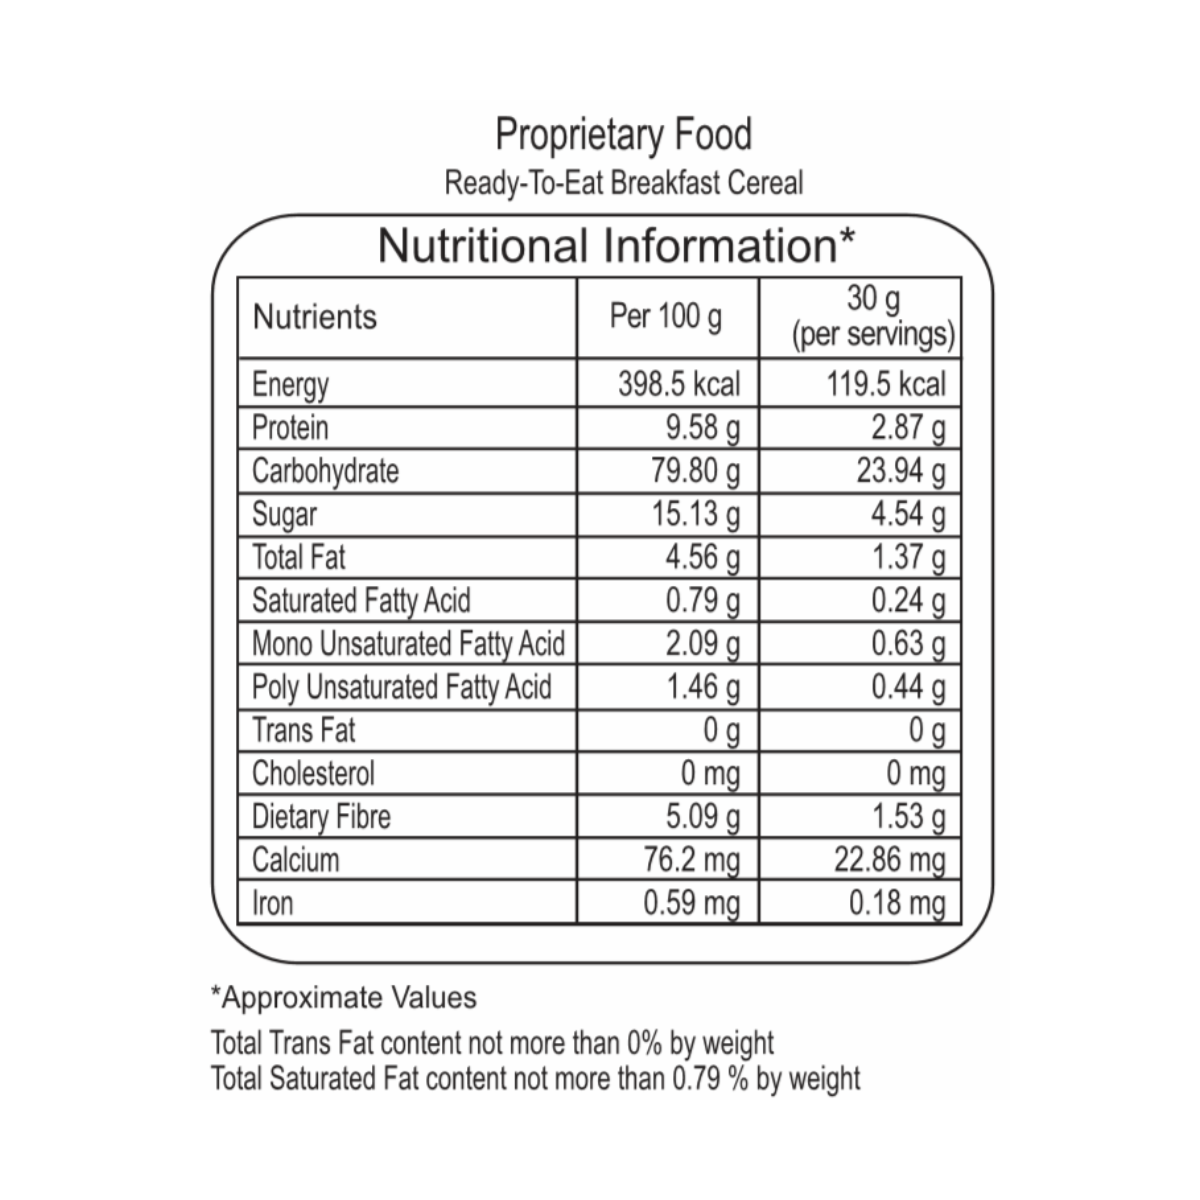 Proprietary Food
Ready-To-Eat Breakfast Cereal
Nutritional Information*
Nutrients Per 100 g 30 g (per servings)
Energy 398.5 kcal 119.5 kcal
Protein 9.58 g 2.87 g
Carbohydrate 79.80 g 23.94 g
Sugar 15.13 g 4.54 g
Total Fat 4.56 g 1.37 g
Saturated Fatty Acid 0.79 g 0.24 g
Mono Unsaturated Fatty Acid 2.09 g 0.63 g
Poly Unsaturated Fatty Acid 1.46 g 0.44 g
Trans Fat 0 g 0 g
Cholesterol 0 mg 0 mg
Dietary Fibre 5.09 g 1.53 g
Calcium 76.2 mg 22.86 mg
Iron 0.59 mg 0.18 mg
*Approximate Values
Total Trans Fat content not more than 0% by weight
Total Saturated Fat content not more than 0.79 % by weight